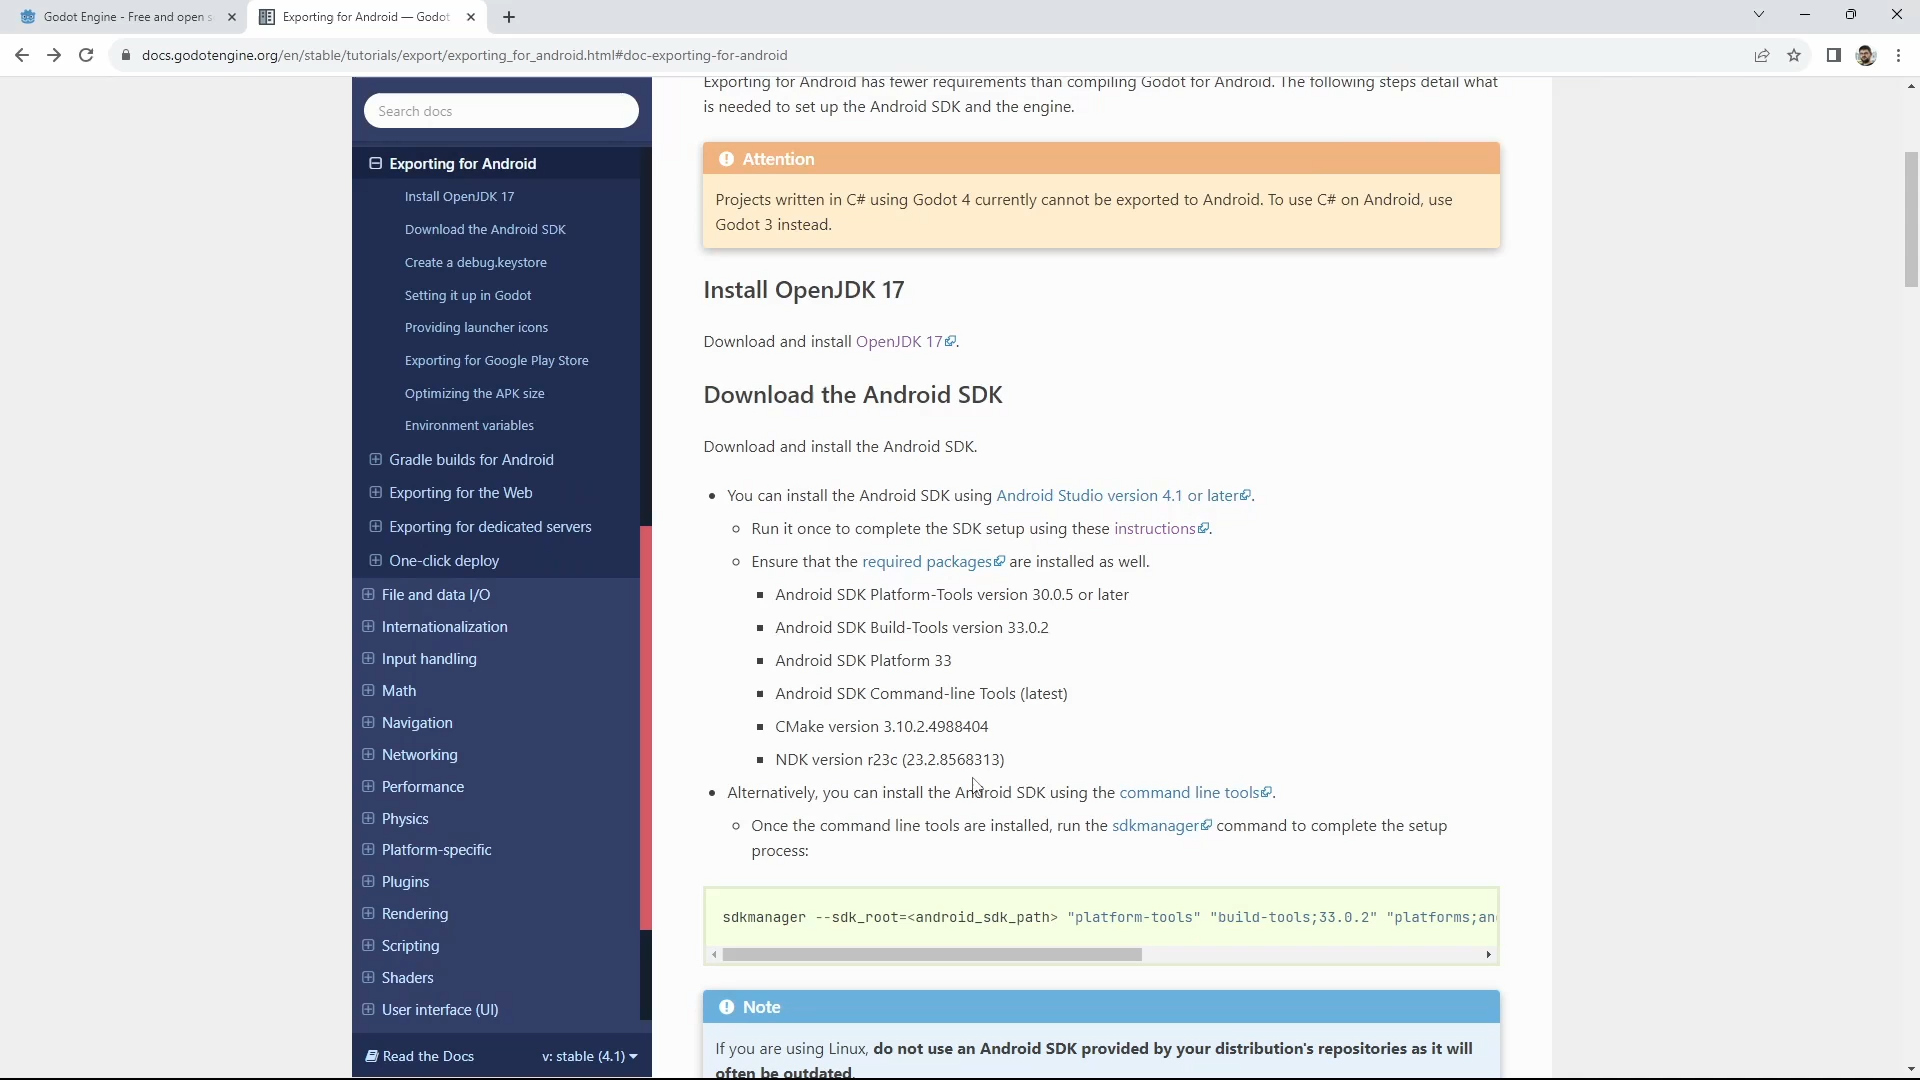 Godot Engine - Free and open s
Exporting for Android — Godot
docs.godotengine.org/en/stable/tutorials/export/exporting_for_android.html#doc-exporting-for-android
Search docs
Exporting for Android
Install OpenJDK 17
Download the Android SDK
Create a debug.keystore
Setting it up in Godot
Providing launcher icons
Exporting for Google Play Store
Optimizing the APK size
Environment variables
Gradle builds for Android
Exporting for the Web
Exporting for dedicated servers
One-click deploy
File and data I/O
Internationalization
Input handling
Math
Navigation
Networking
Performance
Physics
Platform-specific
Plugins
Rendering
Scripting
Shaders
User interface (UI)
Read the Docs v: stable (4.1)
Exporting for Android has fewer requirements than compiling Godot for Android. The following steps detail what
is needed to set up the Android SDK and the engine.
Attention
Projects written in C# using Godot 4 currently cannot be exported to Android. To use C# on Android, use
Godot 3 instead.
Install OpenJDK 17
Download and install OpenJDK 17.
Download the Android SDK
Download and install the Android SDK.
You can install the Android SDK using Android Studio version 4.1 or later.
Run it once to complete the SDK setup using these instructions.
Ensure that the required packages are installed as well.
Android SDK Platform-Tools version 30.0.5 or later
Android SDK Build-Tools version 33.0.2
Android SDK Platform 33
Android SDK Command-line Tools (latest)
CMake version 3.10.2.4988404
NDK version r23c (23.2.8568313)
Alternatively, you can install the Android SDK using the command line tools.
Once the command line tools are installed, run the sdkmanager command to complete the setup
process:
sdkmanager --sdk_root=<android_sdk_path> "platform-tools" "build-tools;33.0.2" "platforms;an
Note
If you are using Linux, do not use an Android SDK provided by your distribution's repositories as it will
often be outdated.